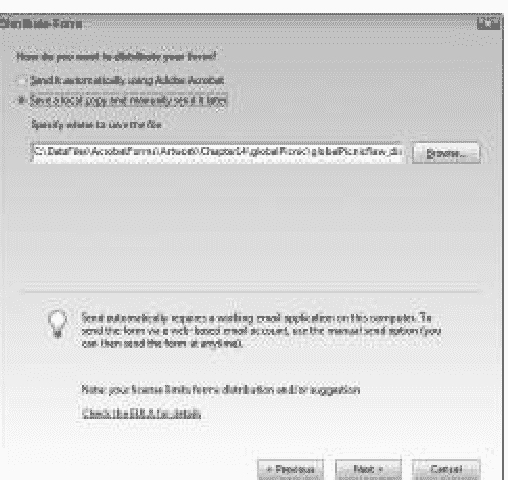 Distribute Form
How do you want to distribute your form?
Send it automatically using Adobe Acrobat
Save a local copy and manually send it later
Specify where to save the file
C:\DataFiles\AcrobatForms\Artwork\Chapter14\globalPicnic\globalPicnicRaw_dis
Browse...
Send automatically requires a working email application on this computer. To
send the form via a web-based email account, use the manual send option (you
can then send the form at anytime).
Note: your license limits forms distribution and/or suggestion
Check the EULA for details
< Previous
Next >
Cancel